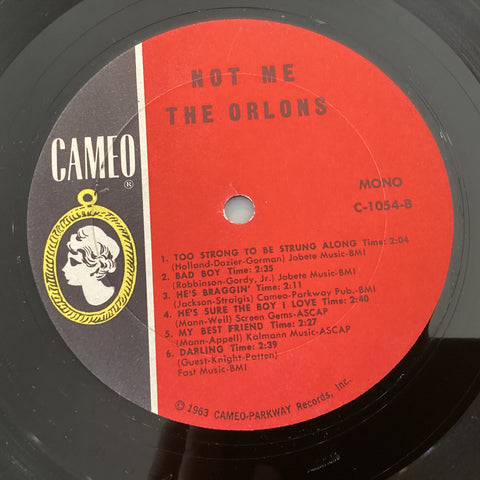 NOT ME
THE ORLONS
CAMEO
®
MONO
C-1054-B
1. TOO STRONG TO BE STRUNG ALONG Time: 2:04
(Holland-Dozier-Gorman) Jobete Music-BMI
2. BAD BOY Time: 2:35
(Robbinson-Gordy, Jr.) Jobete Music-BMI
3. HE'S BRAGGIN' Time: 2:11
(Jackson-Straigis) Cameo-Parkway Pub.-BMI
4. HE'S SURE THE BOY I LOVE Time: 2:40
(Mann-Weil) Screen Gems-ASCAP
5. MY BEST FRIEND Time: 2:27
(Mann-Appell) Kalmann Music-ASCAP
6. DARLING Time: 2:39
(Guest-Knight-Patten)
Fast Music-BMI
© 1963 CAMEO-PARKWAY Records, Inc.